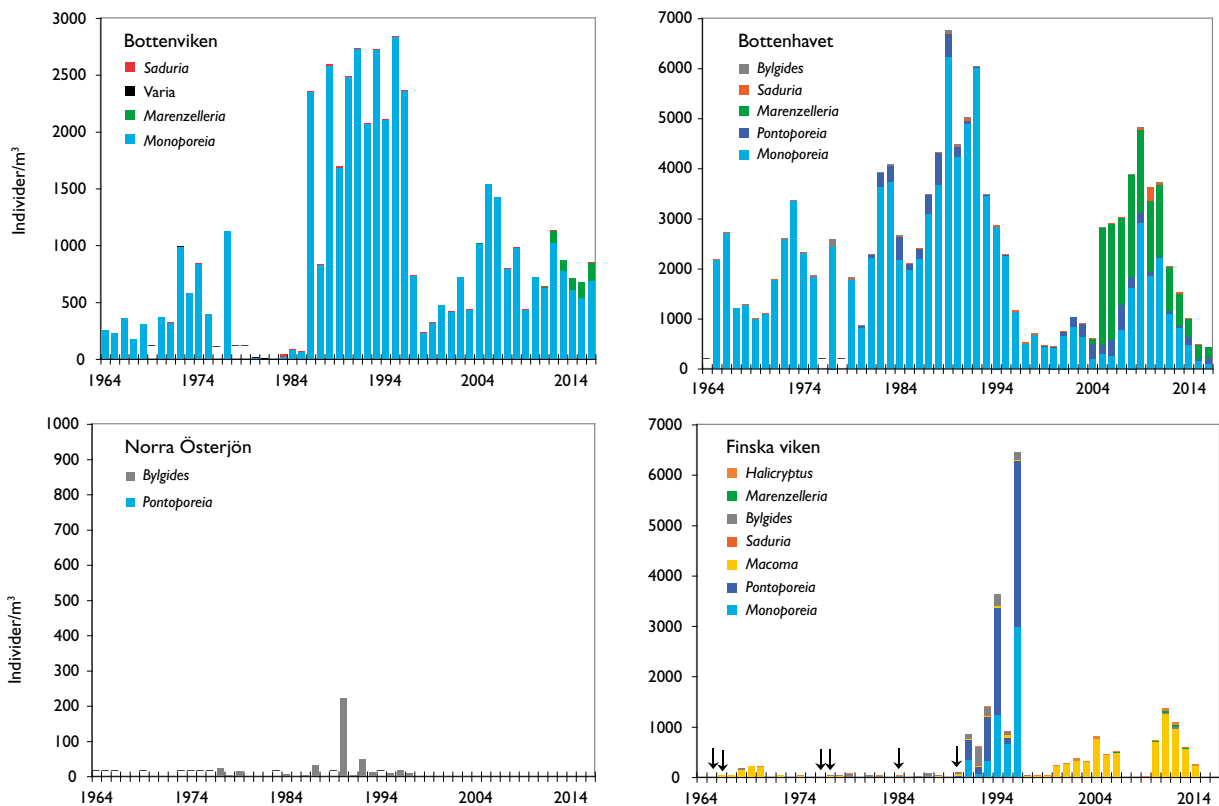 Bottenviken
Saduria
Varia
Marenzelleria
Monoporeia
Individer/m³
3000
2500
2000
1500
1000
500
0
1964 1974 1984 1994 2004 2014
Bottenhavet
Bylgides
Saduria
Marenzelleria
Pontoporeia
Monoporeia
7000
6000
5000
4000
3000
2000
1000
0
1964 1974 1984 1994 2004 2014
Norra Österjön
Bylgides
Pontoporeia
Individer/m³
1000
900
800
700
600
500
400
300
200
100
0
1964 1974 1984 1994 2004 2014
Finska viken
Halicryptus
Marenzelleria
Bylgides
Saduria
Macoma
Pontoporeia
Monoporeia
7000
6000
5000
4000
3000
2000
1000
0
1964 1974 1984 1994 2004 2014